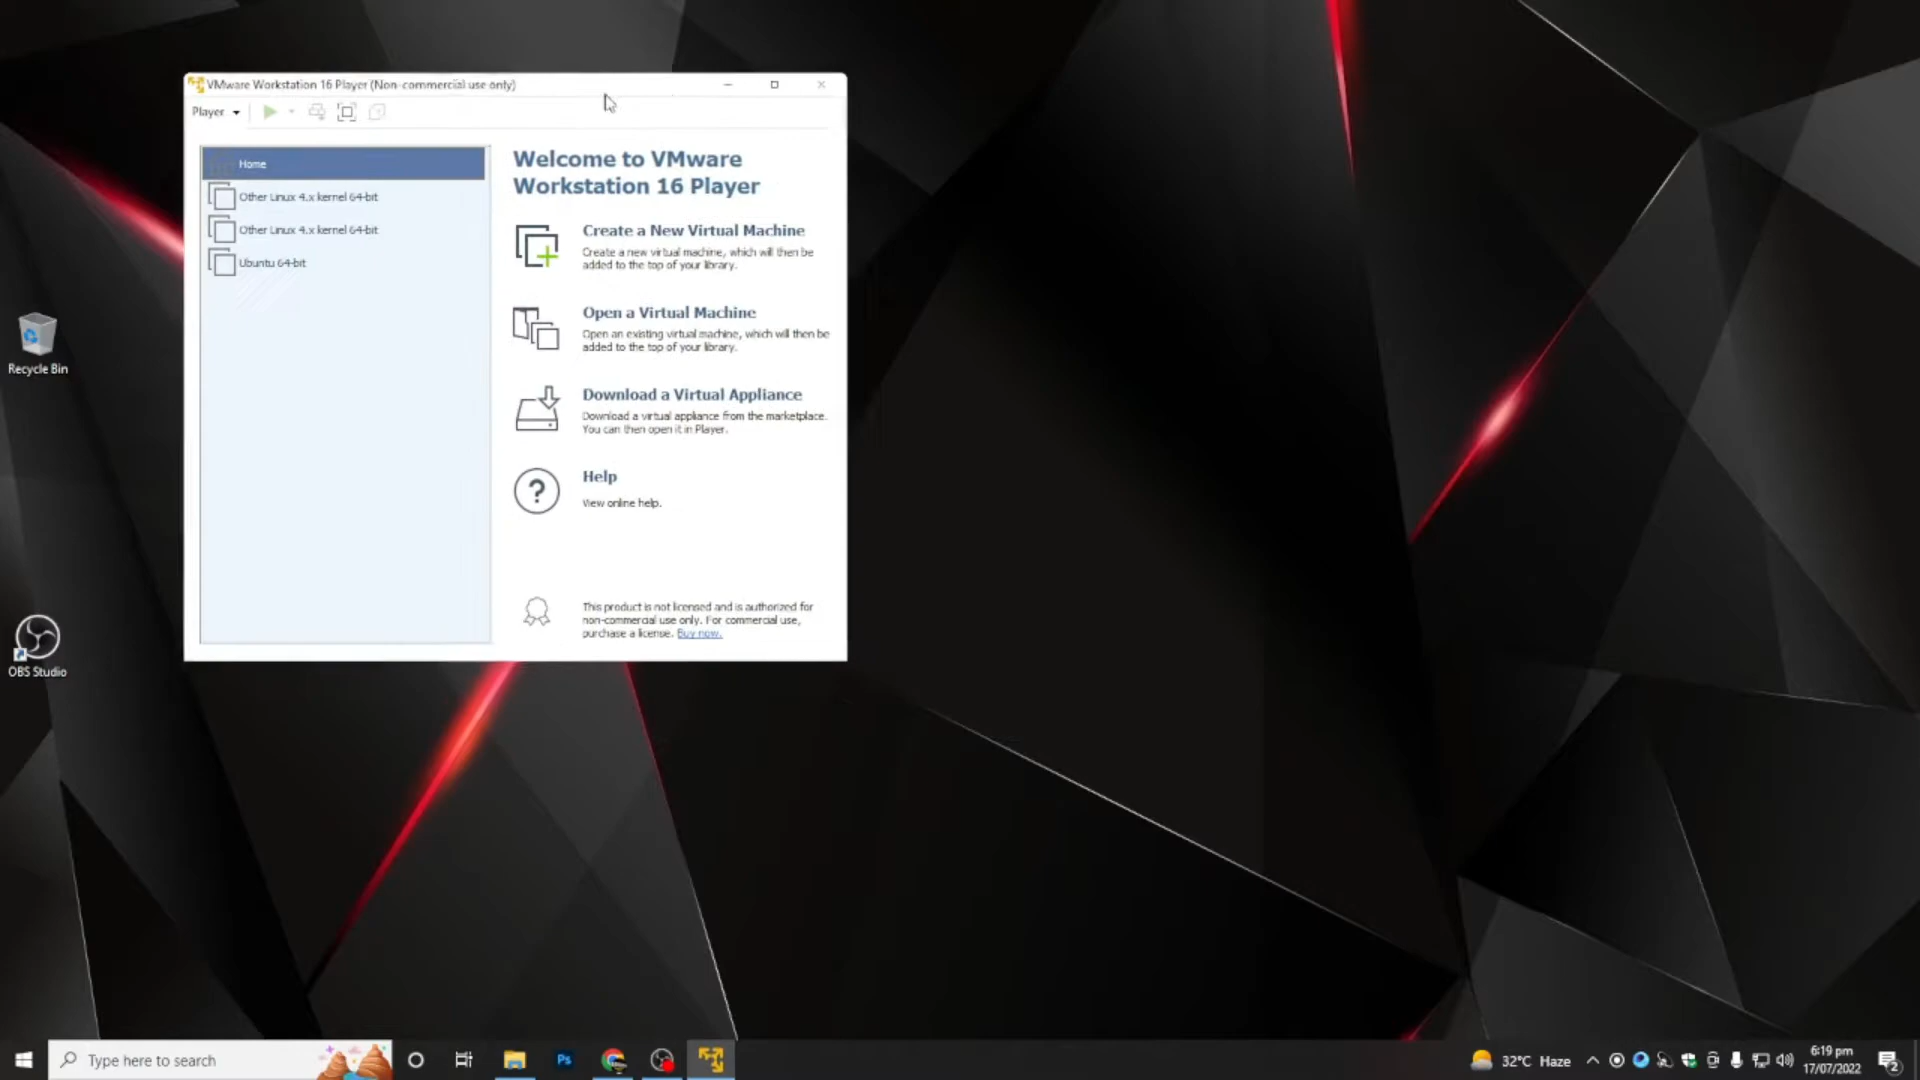 VMware Workstation 16 Player (Non-commercial use only)
Player
Home
Other Linux 4.x kernel 64-bit
Other Linux 4.x kernel 64-bit
Ubuntu 64-bit
Welcome to VMware
Workstation 16 Player
Create a New Virtual Machine
Create a new virtual machine, which will then be
added to the top of your library.
Open a Virtual Machine
Open an existing virtual machine, which will then be
added to the top of your library.
Download a Virtual Appliance
Download a virtual appliance from the marketplace.
You can then open it in Player.
Help
View online help.
This product is not licensed and is authorized for
non-commercial use only. For commercial use,
purchase a license. Buy now.
Recycle Bin
OBS Studio
Type here to search
Ps
32°C Haze
6:19 pm
17/07/2022
2